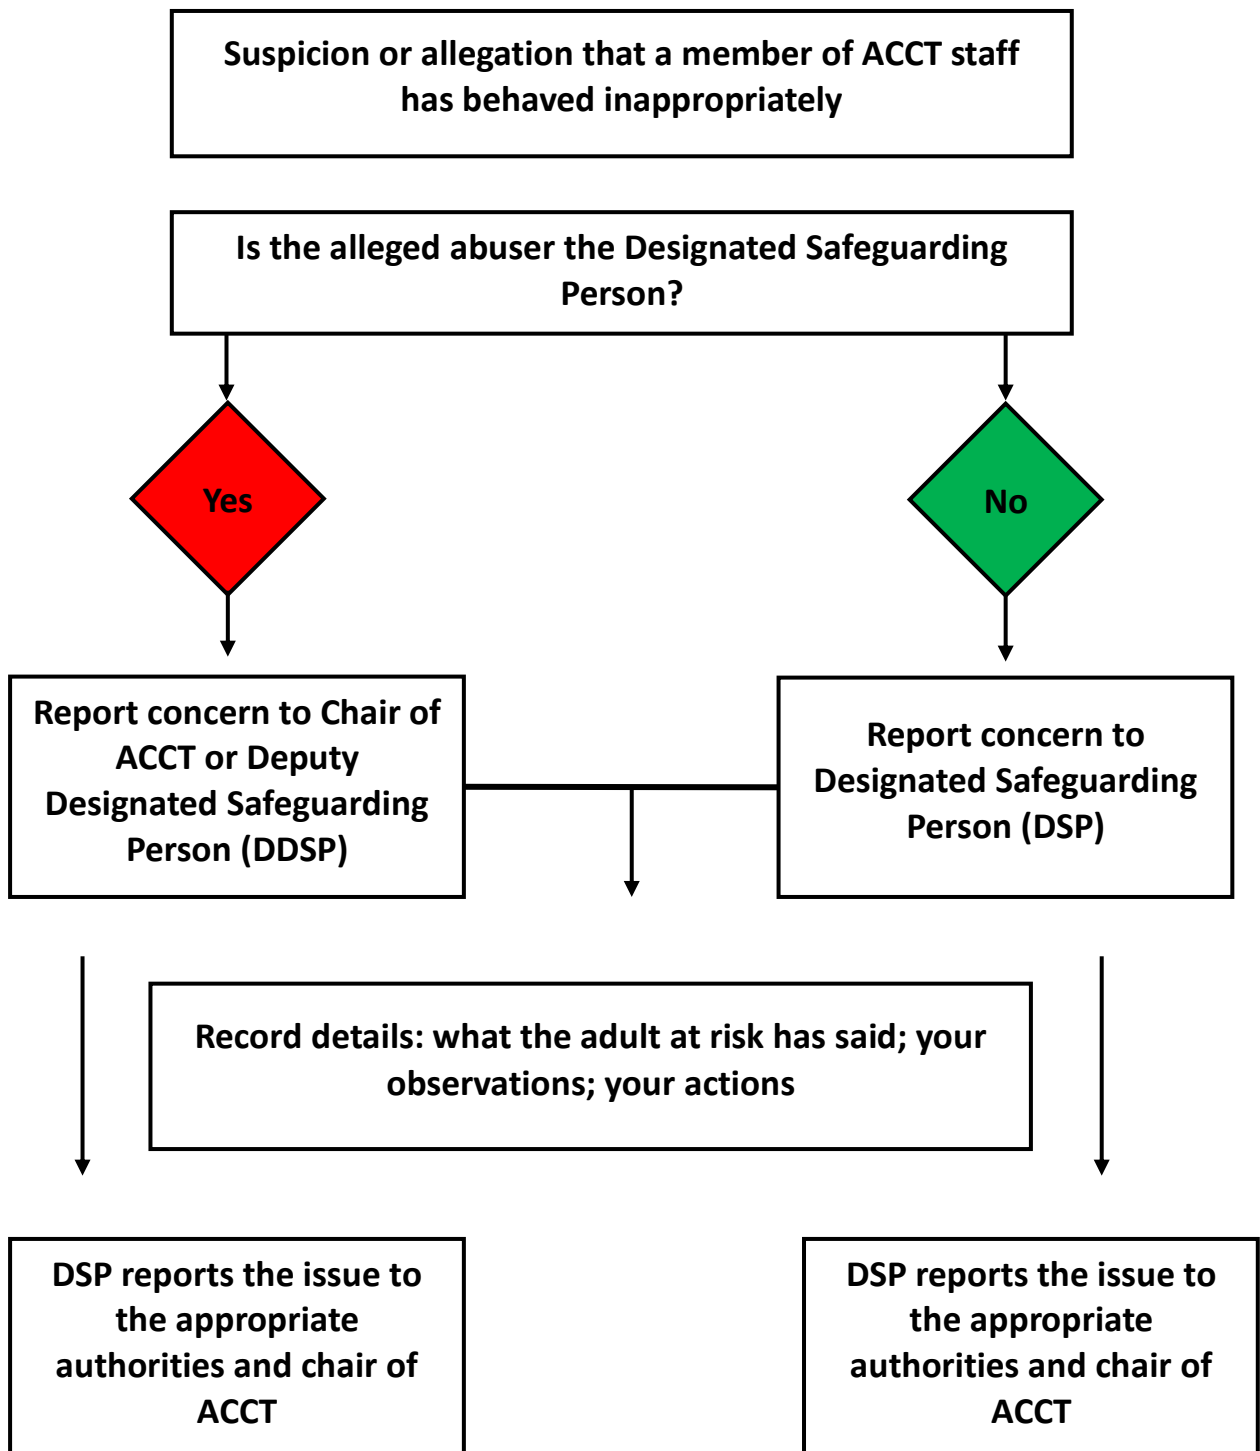 Suspicion or allegation that a member of ACCT staff
has behaved inappropriately
Is the alleged abuser the Designated Safeguarding
Person?
Yes
No
Report concern to Chair of
ACCT or Deputy
Designated Safeguarding
Person (DDSP)
Report concern to
Designated Safeguarding
Person (DSP)
Record details: what the adult at risk has said; your
observations; your actions
DSP reports the issue to
the appropriate
authorities and chair of
ACCT
DSP reports the issue to
the appropriate
authorities and chair of
ACCT